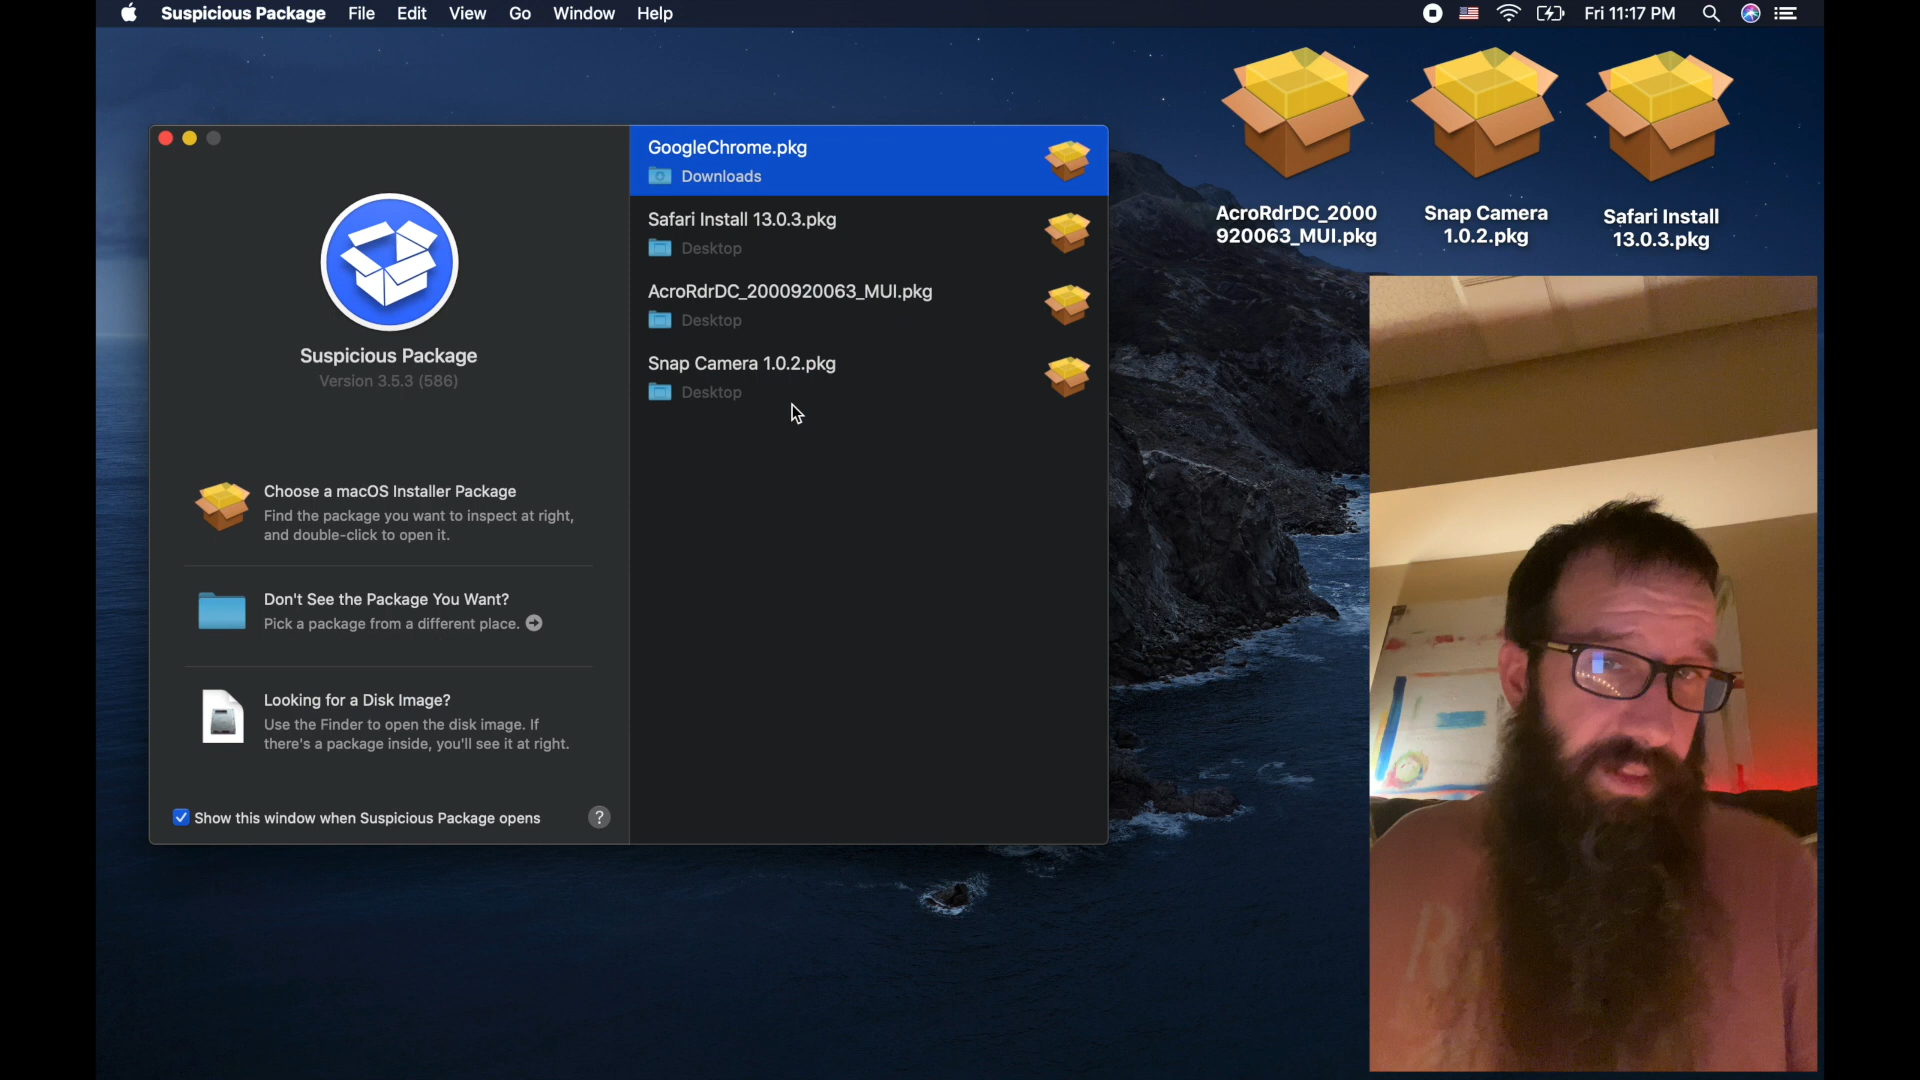 Suspicious Package File Edit View Go Window Help
Fri 11:17 PM
Suspicious Package
Version 3.5.3 (586)
Choose a macOS Installer Package
Find the package you want to inspect at right,
and double-click to open it.
Don't See the Package You Want?
Pick a package from a different place.
Looking for a Disk Image?
Use the Finder to open the disk image. If
there's a package inside, you'll see it at right.
Show this window when Suspicious Package opens
?
GoogleChrome.pkg
Downloads
Safari Install 13.0.3.pkg
Desktop
AcroRdrDC_2000920063_MUI.pkg
Desktop
Snap Camera 1.0.2.pkg
Desktop
AcroRdrDC_2000
920063_MUI.pkg
Snap Camera
1.0.2.pkg
Safari Install
13.0.3.pkg